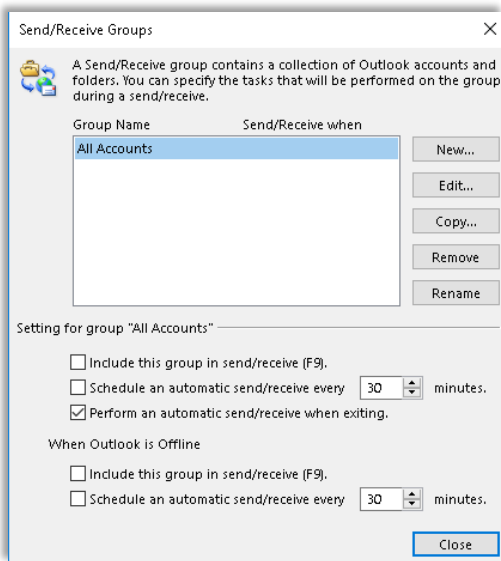 Send/Receive Groups
A Send/Receive group contains a collection of Outlook accounts and
folders. You can specify the tasks that will be performed on the group
during a send/receive.
Group Name Send/Receive when
All Accounts
New...
Edit...
Copy...
Remove
Rename
Setting for group "All Accounts"
Include this group in send/receive (F9).
Schedule an automatic send/receive every 30 minutes.
Perform an automatic send/receive when exiting.
When Outlook is Offline
Include this group in send/receive (F9).
Schedule an automatic send/receive every 30 minutes.
Close